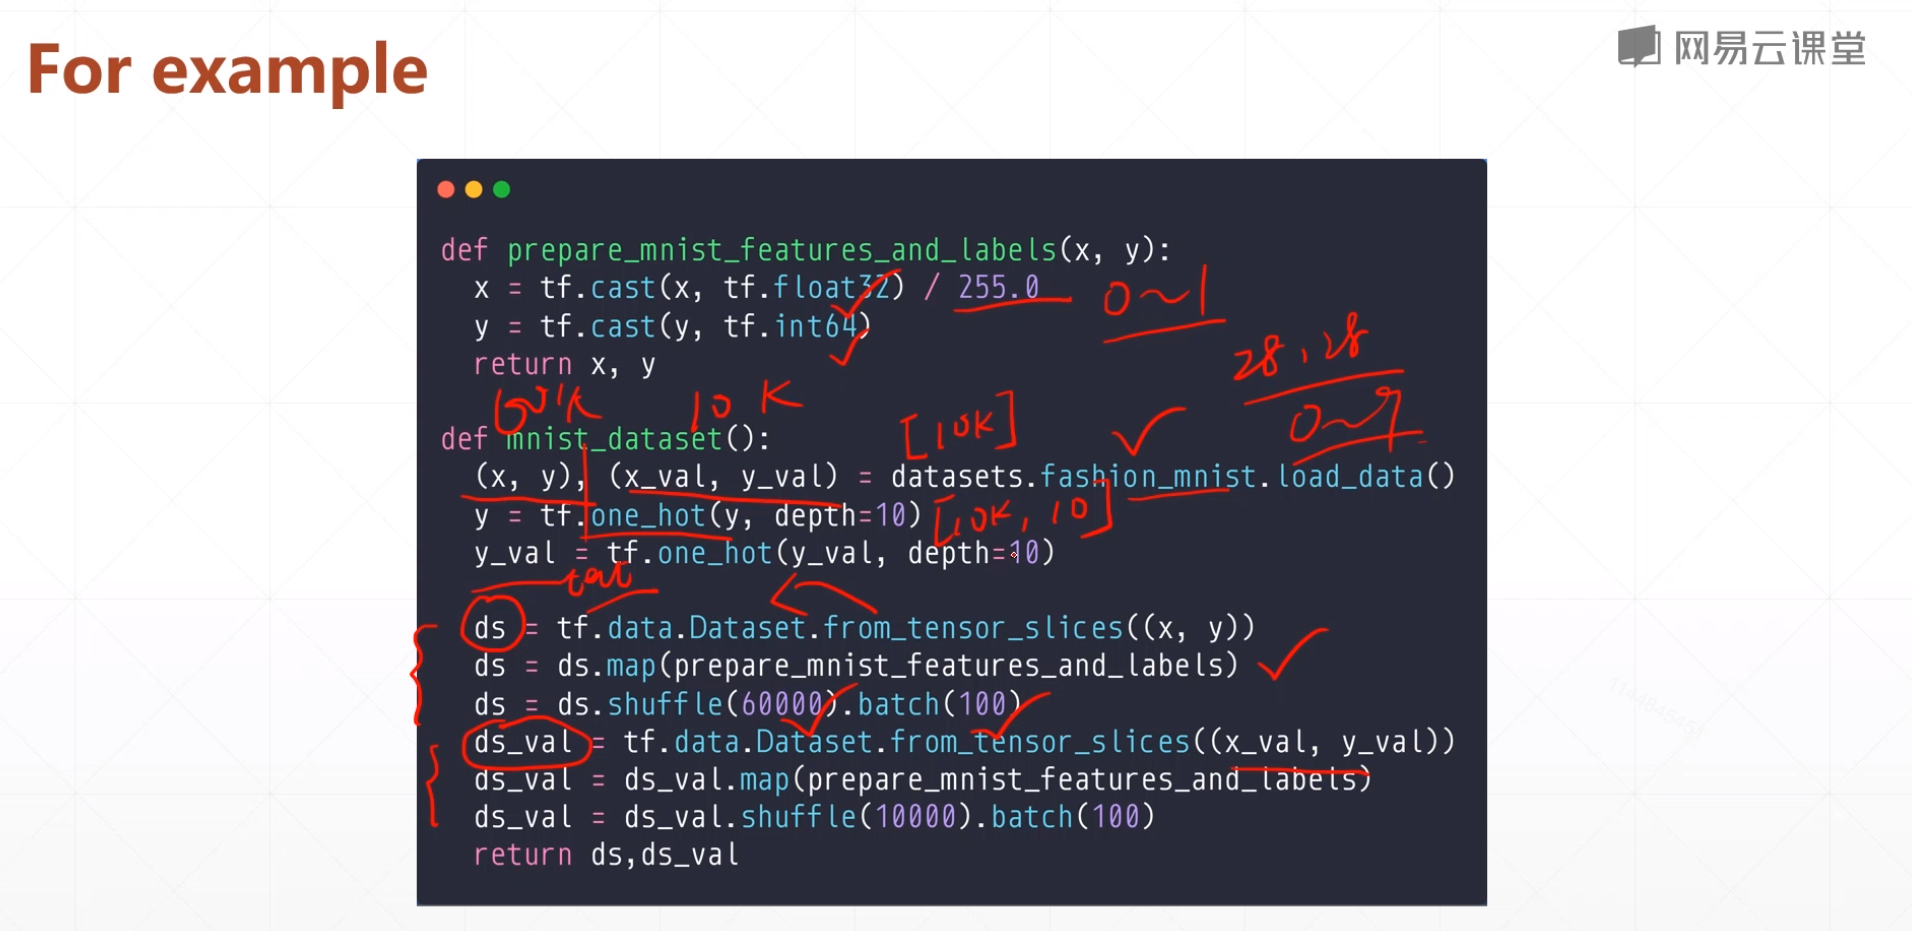 For example
网易云课堂
def prepare_mnist_features_and_labels(x, y):
x = tf.cast(x, tf.float32) / 255.0
0~1
y = tf.cast(y, tf.int64)
28, 28
return x, y
60K
10 K
[10K]
0~9
def mnist_dataset():
(x, y), (x_val, y_val) = datasets.fashion_mnist.load_data()
y = tf.one_hot(y, depth=10)
[10K, 10]
y_val = tf.one_hot(y_val, depth=10)
ds = tf.data.Dataset.from_tensor_slices((x, y))
ds = ds.map(prepare_mnist_features_and_labels)
ds = ds.shuffle(60000).batch(100)
ds_val = tf.data.Dataset.from_tensor_slices((x_val, y_val))
ds_val = ds_val.map(prepare_mnist_features_and_labels)
ds_val = ds_val.shuffle(10000).batch(100)
return ds,ds_val